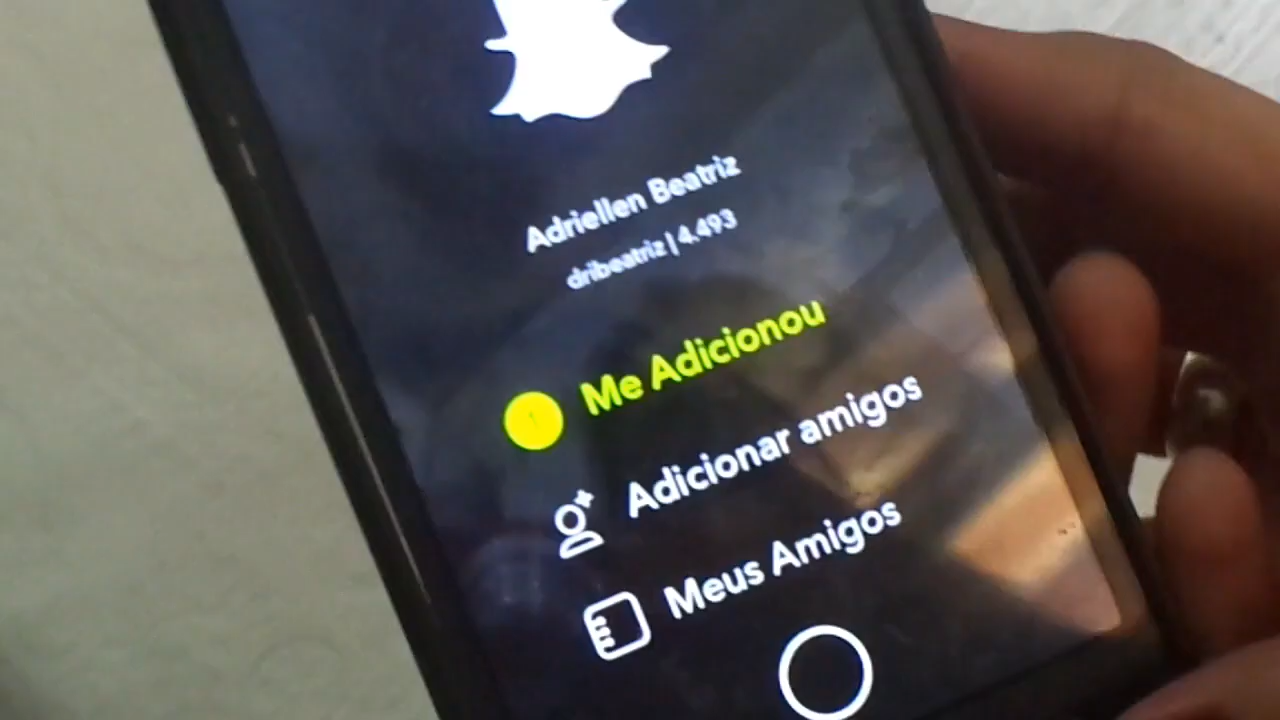 Adriellen Beatriz
dribeatriz | 4.493
Me Adicionou
Adicionar amigos
Meus Amigos